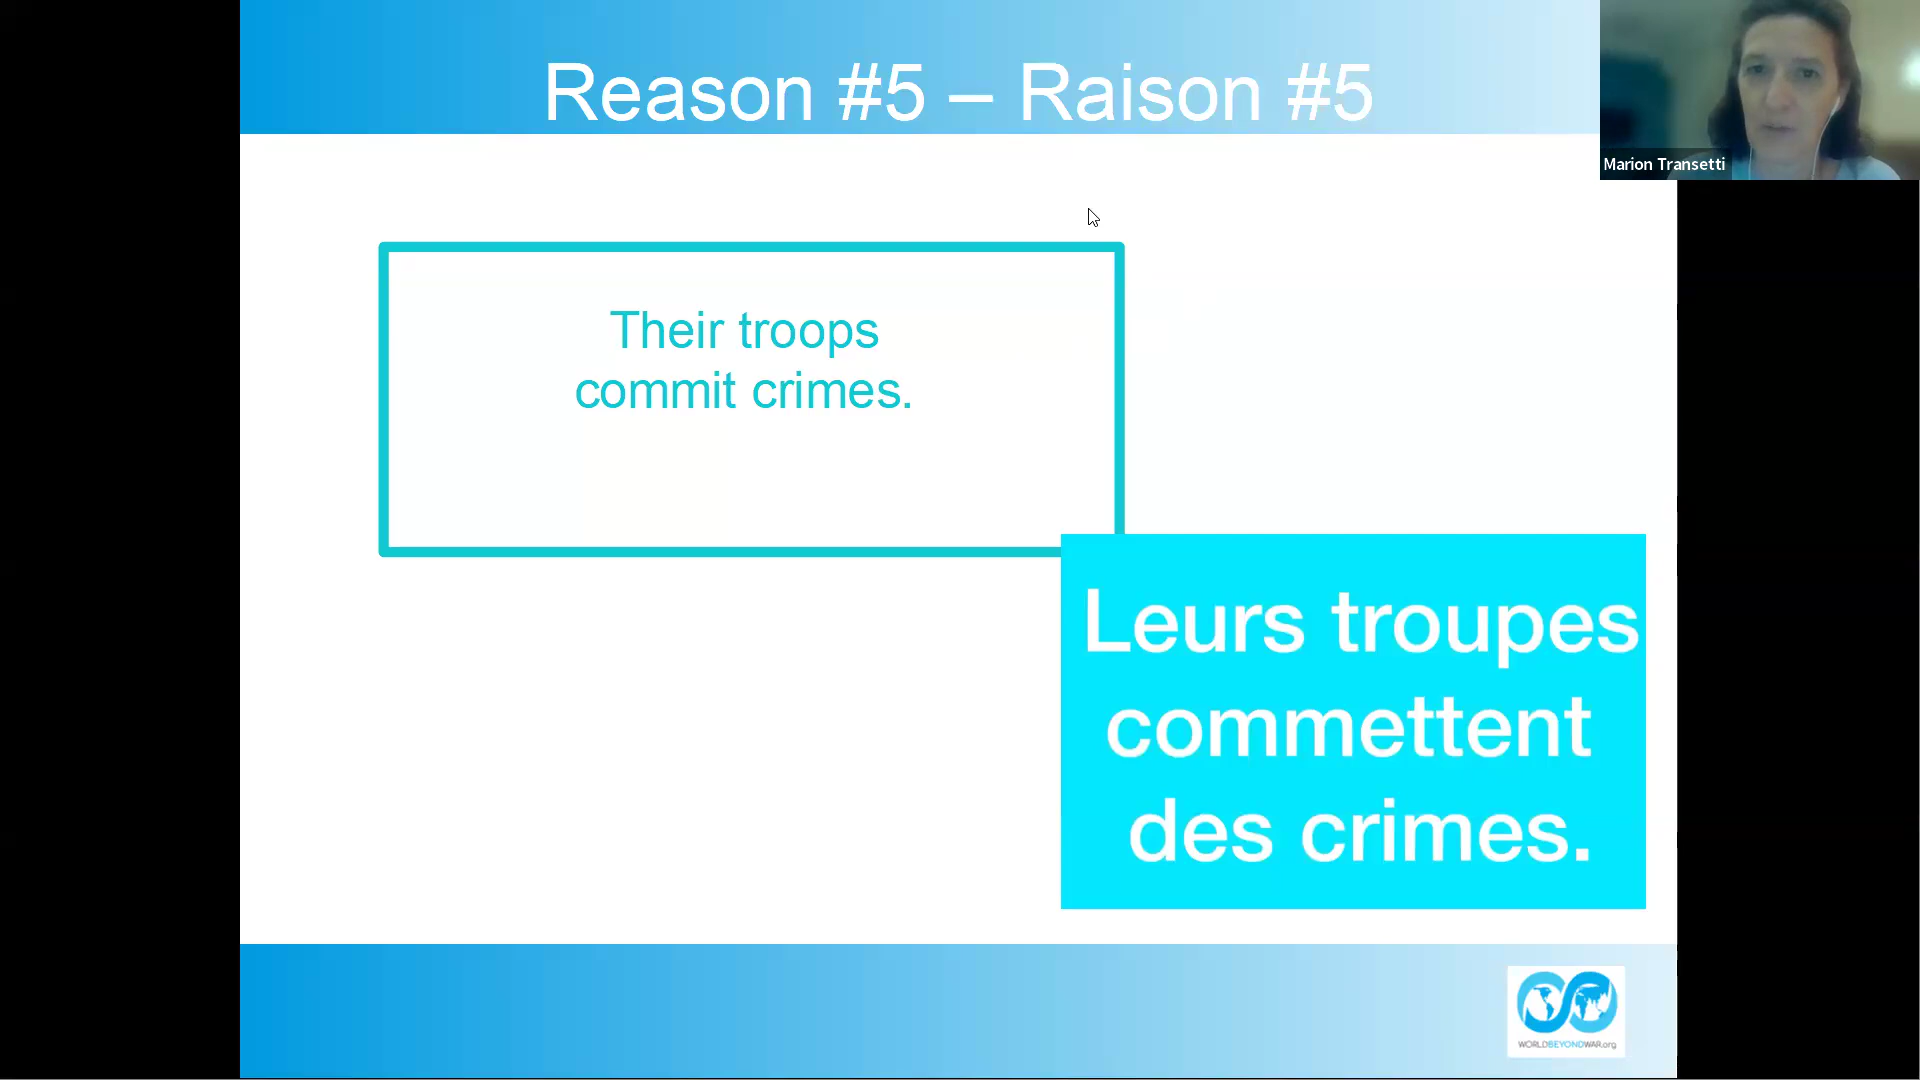 Reason #5 – Raison #5
Marion Transetti
Their troops
commit crimes.
Leurs troupes
commettent
des crimes.
WORLDBEYONDWAR.org